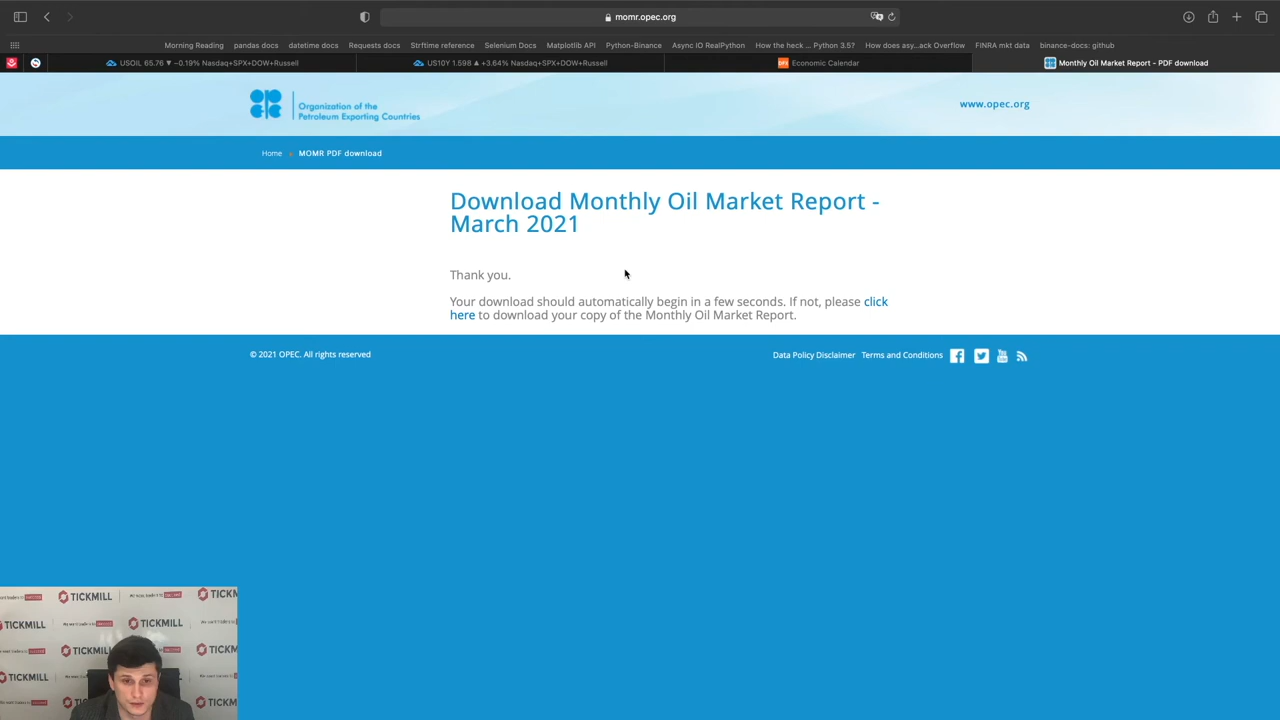 momr.opec.org
Morning Reading pandas docs datetime docs Requests docs Strftime reference Selenium Docs Matplotlib API Python-Binance Async IO RealPython How the heck ... Python 3.5? How does asy...ack Overflow FINRA mkt data binance-docs: github
USOIL 65.76 ▼ −0.19% Nasdaq+SPX+DOW+Russell US10Y 1.598 ▲ +3.64% Nasdaq+SPX+DOW+Russell DFX Economic Calendar Monthly Oil Market Report - PDF download
Organization of the
Petroleum Exporting Countries
www.opec.org
Home MOMR PDF download
Download Monthly Oil Market Report -
March 2021
Thank you.
Your download should automatically begin in a few seconds. If not, please click
here to download your copy of the Monthly Oil Market Report.
© 2021 OPEC. All rights reserved Data Policy Disclaimer Terms and Conditions You
TICKMILL
TICKMILL
TICKMILL
TICKMILL
TICKMILL
TICKMILL
TICKMILL